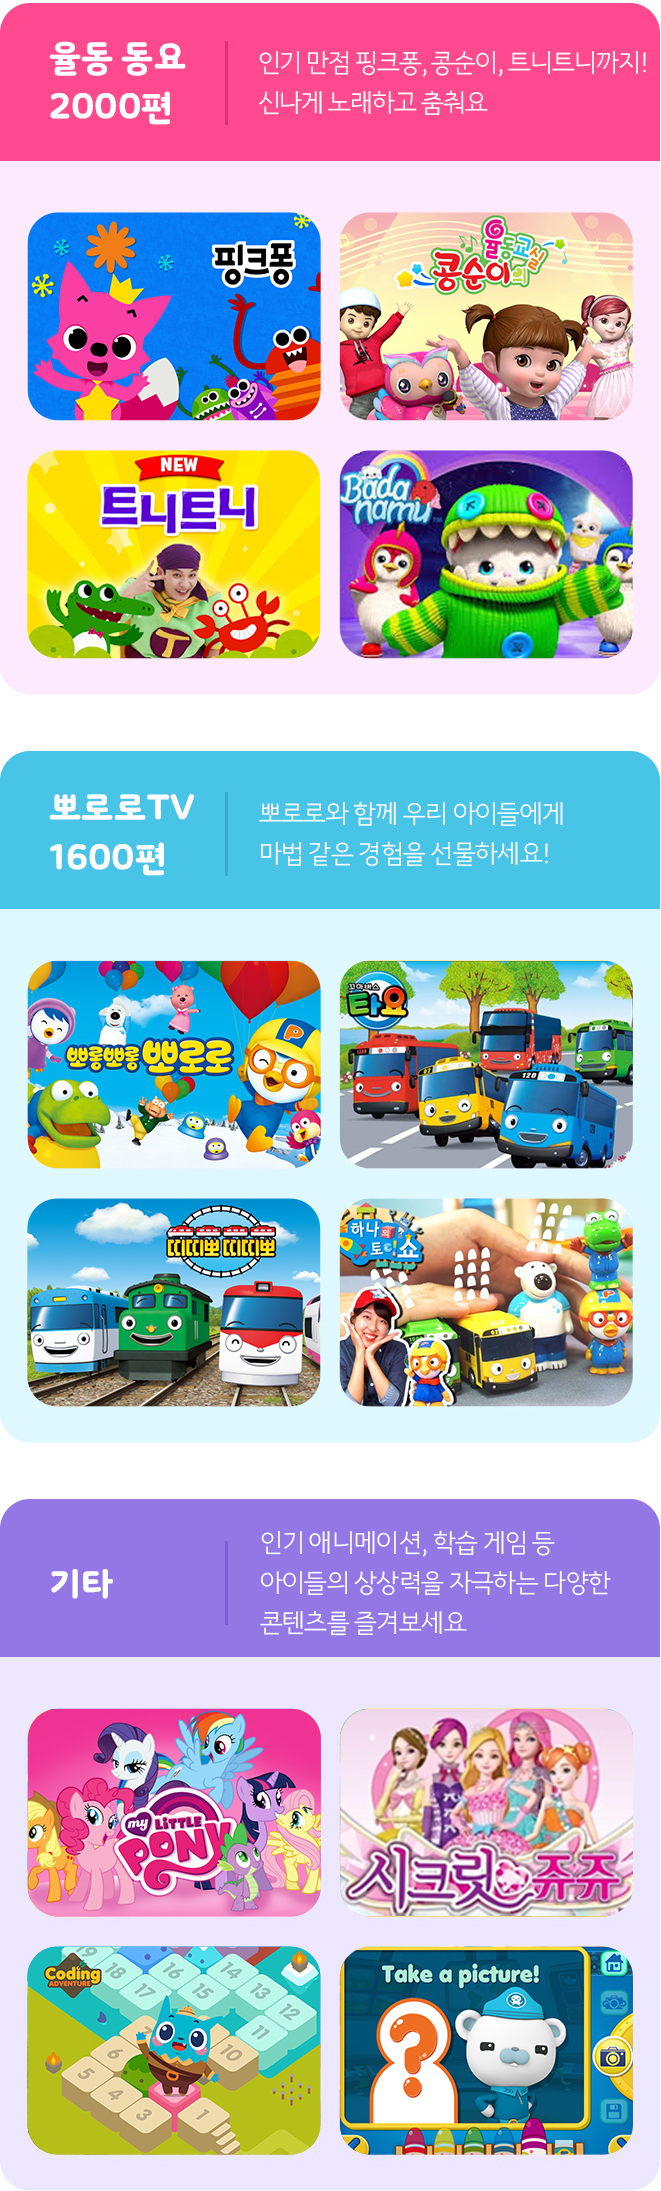 율동 동요
2000편
인기 만점 핑크퐁, 콩순이, 트니트니까지!
신나게 노래하고 춤춰요
핑크퐁
율동교실
콩순이의
NEW
트니트니
T
Bada
namu
뽀로로TV
1600편
뽀로로와 함께 우리 아이들에게
마법 같은 경험을 선물하세요!
뽀롱뽀롱 뽀로로
P
꼬마버스
타요
120
띠띠뽀 띠띠뽀
하나의
토이쇼
기타
인기 애니메이션, 학습 게임 등
아이들의 상상력을 자극하는 다양한
콘텐츠를 즐겨보세요
my LITTLE
PONY
시크릿 쥬쥬
Coding
ADVENTURE
19 18 17 16 15 14 13 12
11
10
7
6
5 4 3 1
Take a picture!
?